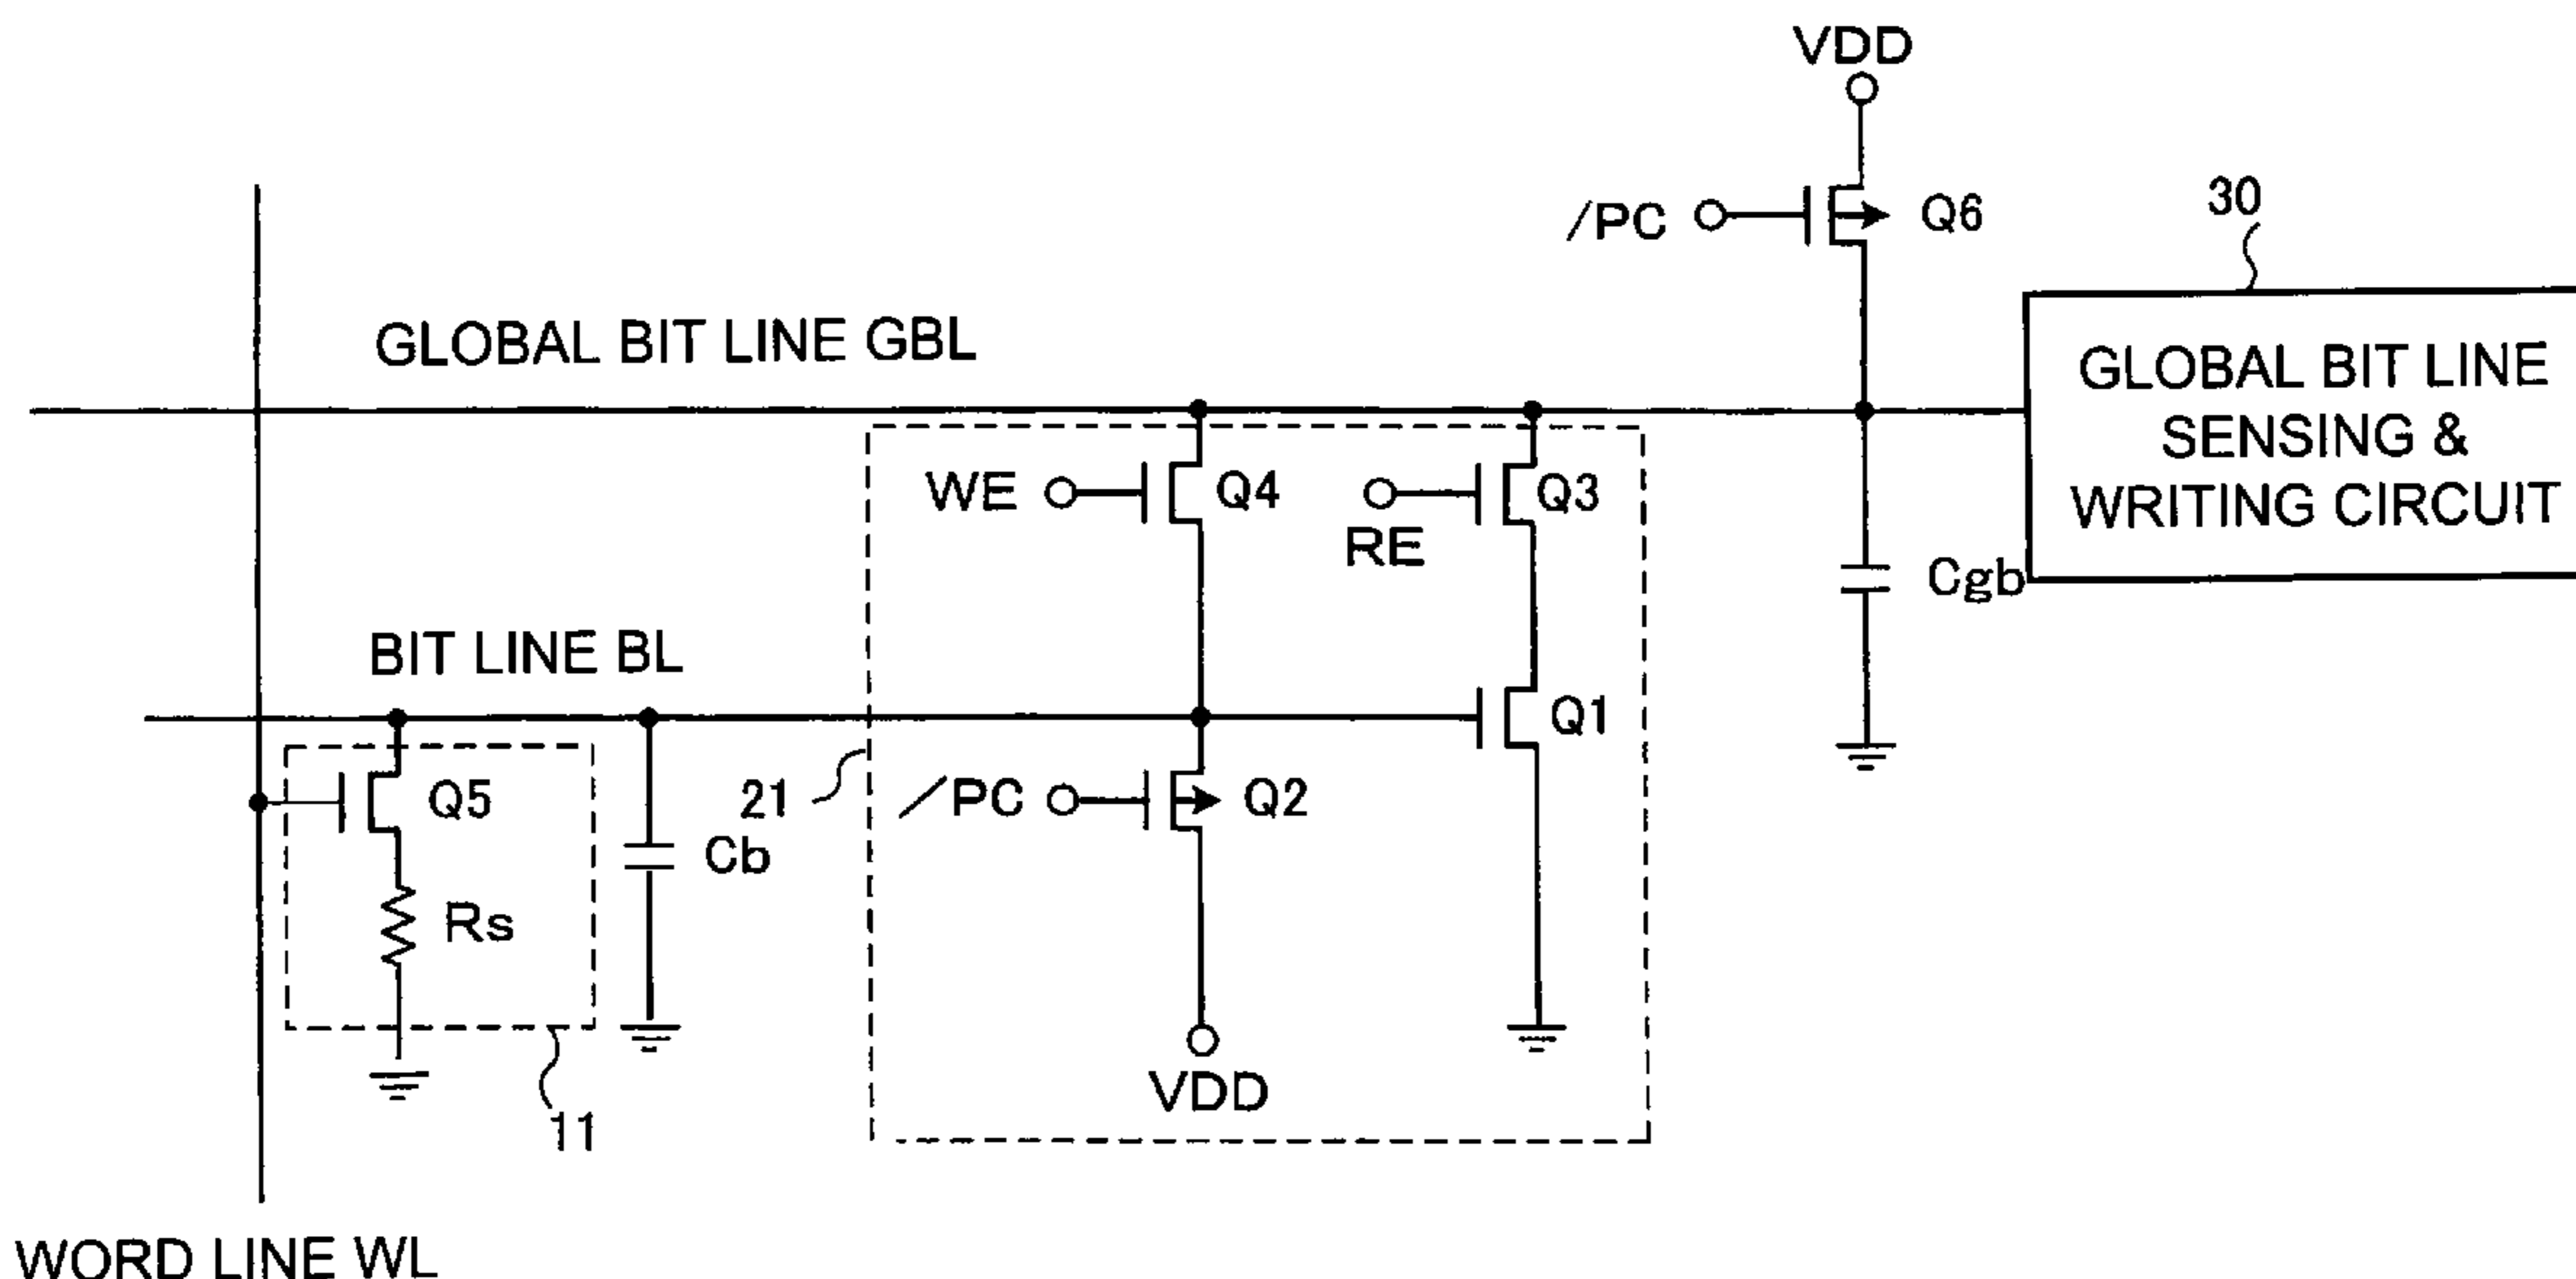 VDD
/PC
Q6
30
GLOBAL BIT LINE GBL
GLOBAL BIT LINE
SENSING &
WRITING CIRCUIT
WE
Q4
Q3
RE
Cgb
BIT LINE BL
Q1
Q5
21
/PC
Q2
Cb
Rs
VDD
11
WORD LINE WL